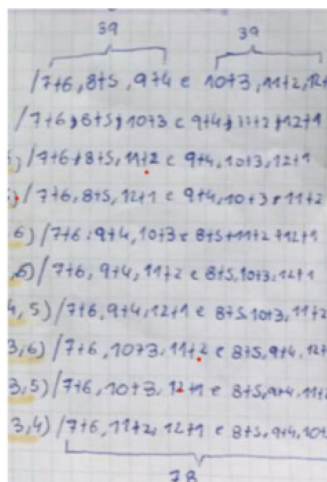 39 39
/7+6, 8+5, 9+4 e 10+3, 11+2, 12+
/7+6, 8+5, 10+3 e 9+4, 11+2, 12+1
) /7+6, 8+5, 11+2 e 9+4, 10+3, 12+1
) /7+6, 8+5, 12+1 e 9+4, 10+3, 11+2
6) /7+6, 9+4, 10+3 e 8+5, 11+2, 12+1
,5) /7+6, 9+4, 11+2 e 8+5, 10+3, 12+1
4, 5) /7+6, 9+4, 12+1 e 8+5, 10+3, 11+2
3,6) /7+6, 10+3, 11+2 e 8+5, 9+4, 12+
3,5) /7+6, 10+3, 12+1 e 8+5, 9+4, 11+
3,4) /7+6, 11+2, 12+1 e 8+5, 9+4, 10+
78